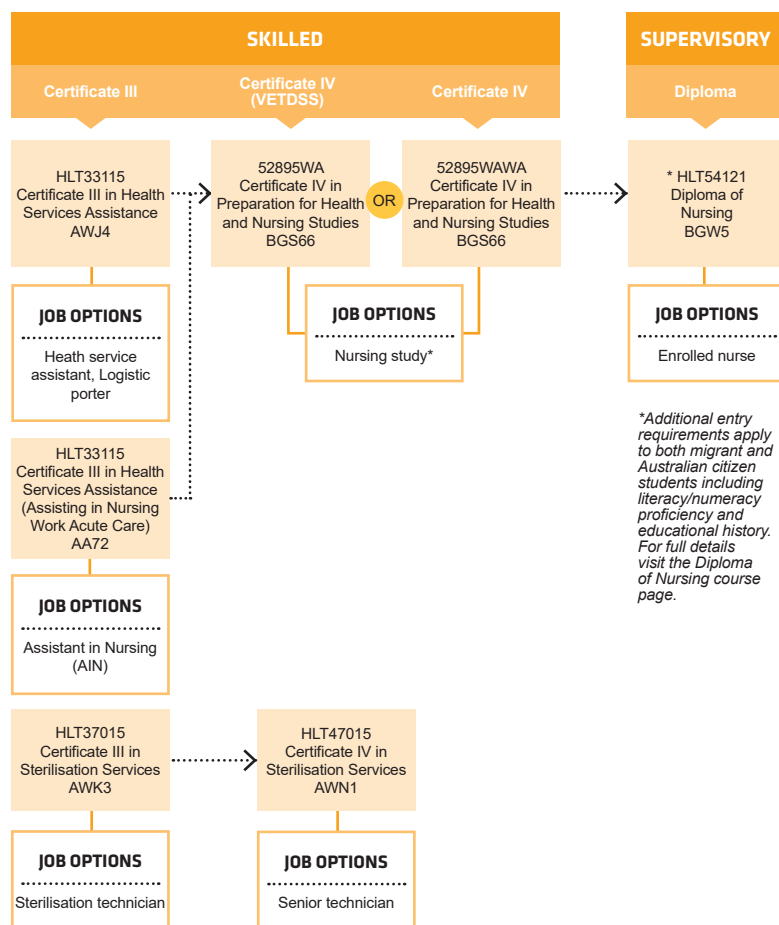 SKILLED
SUPERVISORY
Certificate III
Certificate IV
(VETDSS)
Certificate IV
Diploma
HLT33115
Certificate III in Health
Services Assistance
AWJ4
52895WA
Certificate IV in
Preparation for Health
and Nursing Studies
BGS66
OR
52895WAWA
Certificate IV in
Preparation for Health
and Nursing Studies
BGS66
* HLT54121
Diploma of
Nursing
BGW5
JOB OPTIONS
Heath service
assistant, Logistic
porter
JOB OPTIONS
Nursing study*
JOB OPTIONS
Enrolled nurse
*Additional entry
requirements apply
to both migrant and
Australian citizen
students including
literacy/numeracy
proficiency and
educational history.
For full details
visit the Diploma
of Nursing course
page.
HLT33115
Certificate III in Health
Services Assistance
(Assisting in Nursing
Work Acute Care)
AA72
JOB OPTIONS
Assistant in Nursing
(AIN)
HLT37015
Certificate III in
Sterilisation Services
AWK3
HLT47015
Certificate IV in
Sterilisation Services
AWN1
JOB OPTIONS
Sterilisation technician
JOB OPTIONS
Senior technician